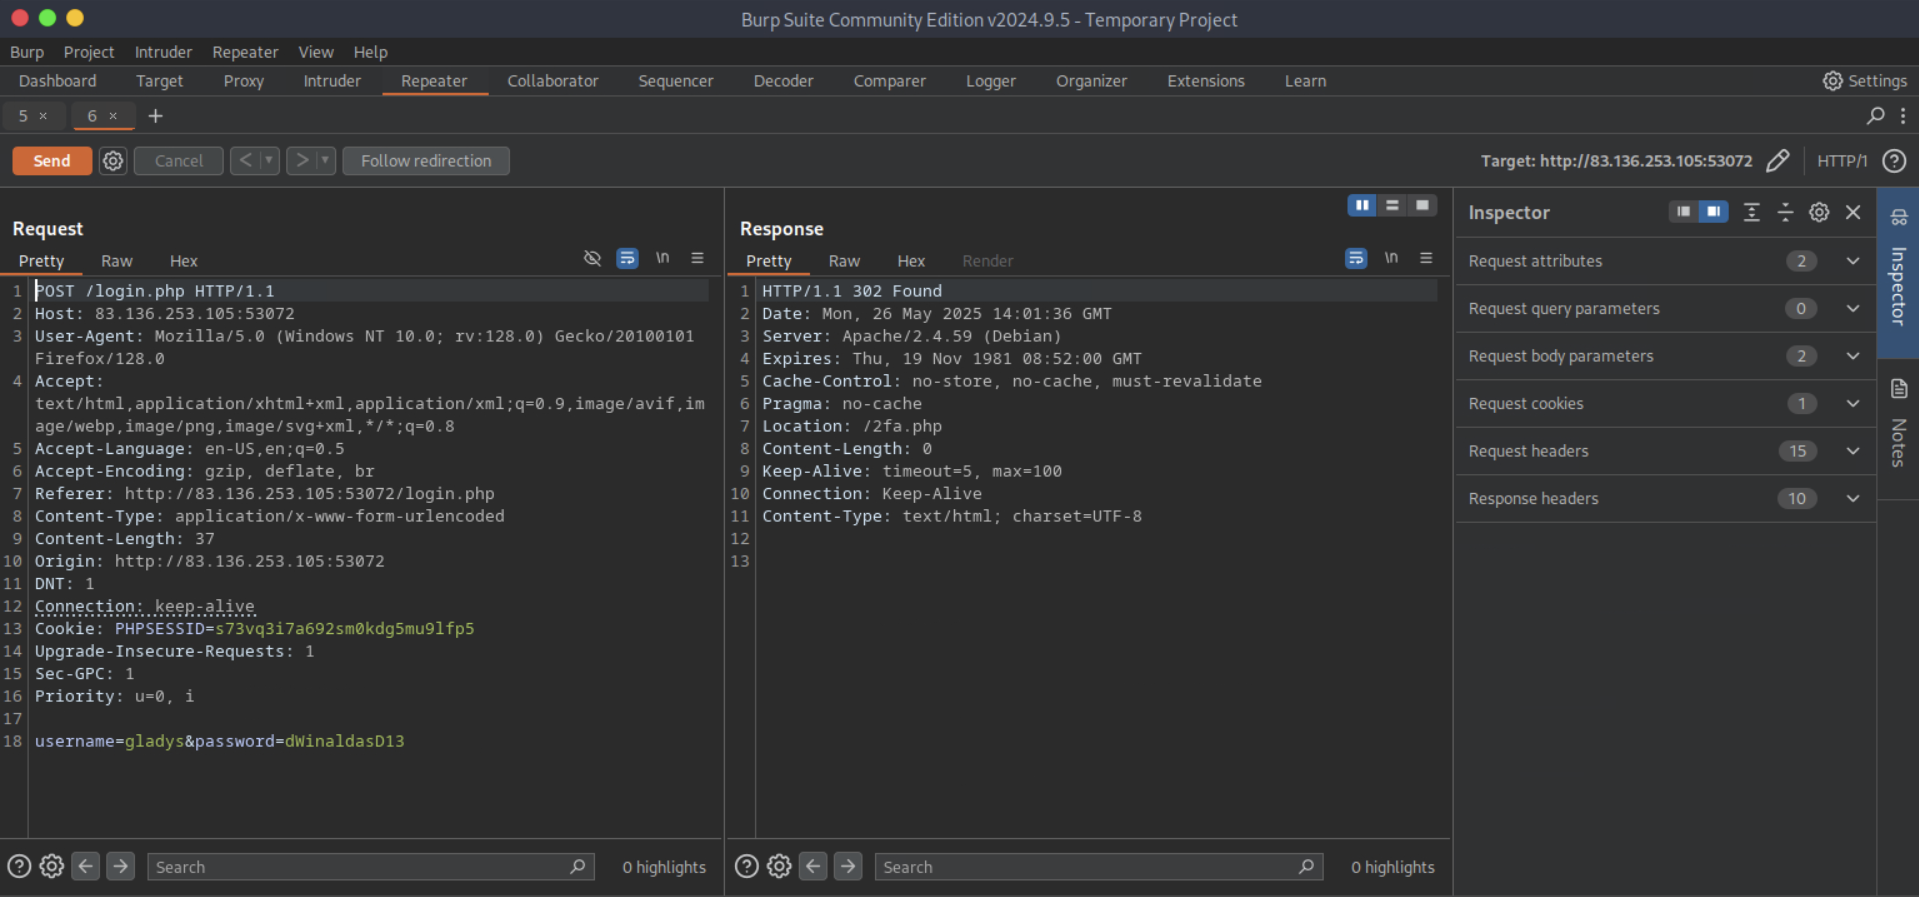 Burp Suite Community Edition v2024.9.5 - Temporary Project
Burp Project Intruder Repeater View Help
Dashboard Target Proxy Intruder Repeater Collaborator Sequencer Decoder Comparer Logger Organizer Extensions Learn Settings
5 × 6 × +
Send Cancel < > Follow redirection Target: http://83.136.253.105:53072 HTTP/1 ?
Request
Pretty Raw Hex \n
1 POST /login.php HTTP/1.1
2 Host: 83.136.253.105:53072
3 User-Agent: Mozilla/5.0 (Windows NT 10.0; rv:128.0) Gecko/20100101
Firefox/128.0
4 Accept:
text/html,application/xhtml+xml,application/xml;q=0.9,image/avif,im
age/webp,image/png,image/svg+xml,*/*;q=0.8
5 Accept-Language: en-US,en;q=0.5
6 Accept-Encoding: gzip, deflate, br
7 Referer: http://83.136.253.105:53072/login.php
8 Content-Type: application/x-www-form-urlencoded
9 Content-Length: 37
10 Origin: http://83.136.253.105:53072
11 DNT: 1
12 Connection: keep-alive
13 Cookie: PHPSESSID=s73vq3i7a692sm0kdg5mu9lfp5
14 Upgrade-Insecure-Requests: 1
15 Sec-GPC: 1
16 Priority: u=0, i
17
18 username=gladys&password=dWinaldasD13
? Search 0 highlights
Response
Pretty Raw Hex Render \n
1 HTTP/1.1 302 Found
2 Date: Mon, 26 May 2025 14:01:36 GMT
3 Server: Apache/2.4.59 (Debian)
4 Expires: Thu, 19 Nov 1981 08:52:00 GMT
5 Cache-Control: no-store, no-cache, must-revalidate
6 Pragma: no-cache
7 Location: /2fa.php
8 Content-Length: 0
9 Keep-Alive: timeout=5, max=100
10 Connection: Keep-Alive
11 Content-Type: text/html; charset=UTF-8
12
13
? Search 0 highlights
Inspector
Request attributes 2
Request query parameters 0
Request body parameters 2
Request cookies 1
Request headers 15
Response headers 10
Inspector
Notes